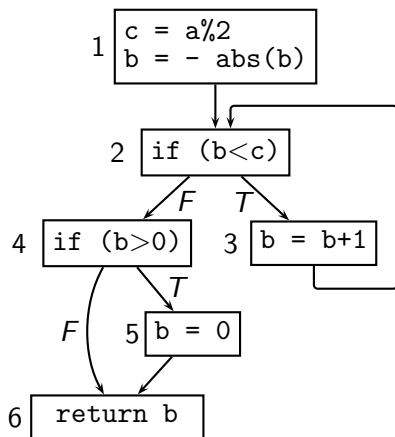 1
c = a%2
b = - abs(b)
2
if (b<c)
F
T
4
if (b>0)
3
b = b+1
F
T
5
b = 0
6
return b